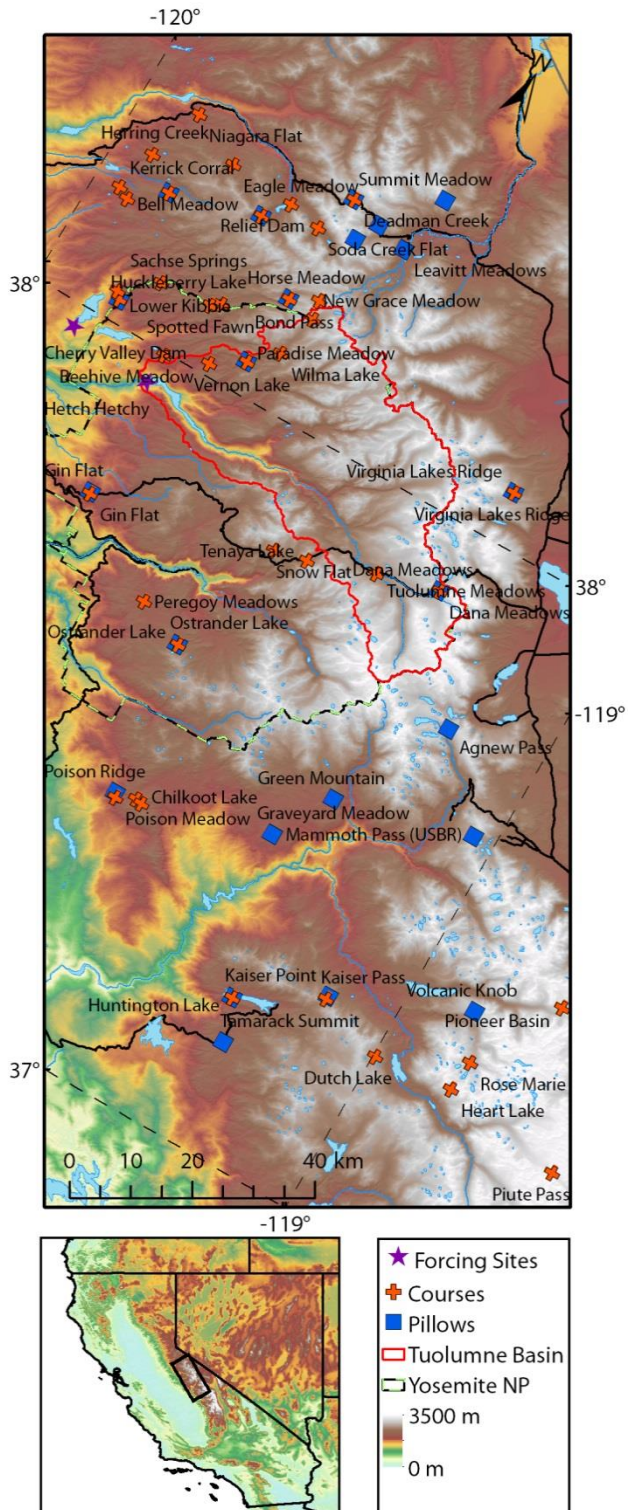 -120°
Herring Creek
Niagara Flat
Kerrick Corral
Eagle Meadow
Summit Meadow
Bell Meadow
Relief Dam
Deadman Creek
Soda Creek Flat
Leavitt Meadows
Sachse Springs
38°
Huckleberry Lake
Horse Meadow
Lower Kibbie
New Grace Meadow
Spotted Fawn
Bond Pass
Cherry Valley Dam
Paradise Meadow
Beehive Meadow
Vernon Lake
Wilma Lake
Hetch Hetchy
Gin Flat
Virginia Lakes Ridge
Gin Flat
Virginia Lakes Ridge
Tenaya Lake
Snow Flat
Dana Meadows
38°
Tuolumne Meadows
Peregoy Meadows
Dana Meadows
Ostrander Lake
Ostrander Lake
-119°
Agnew Pass
Poison Ridge
Green Mountain
Chilkoot Lake
Graveyard Meadow
Poison Meadow
Mammoth Pass (USBR)
Kaiser Point
Kaiser Pass
Volcanic Knob
Huntington Lake
Tamarack Summit
Pioneer Basin
37°
Dutch Lake
Rose Marie
Heart Lake
0 10 20 40 km
Piute Pass
-119°
Forcing Sites
Courses
Pillows
Tuolumne Basin
Yosemite NP
3500 m
0 m